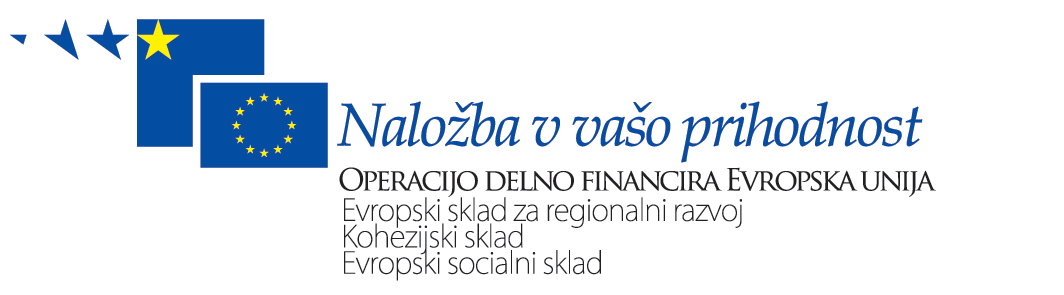 Naložba v vašo prihodnost
OPERACIJO DELNO FINANCIRA EVROPSKA UNIJA
Evropski sklad za regionalni razvoj
Kohezijski sklad
Evropski socialni sklad